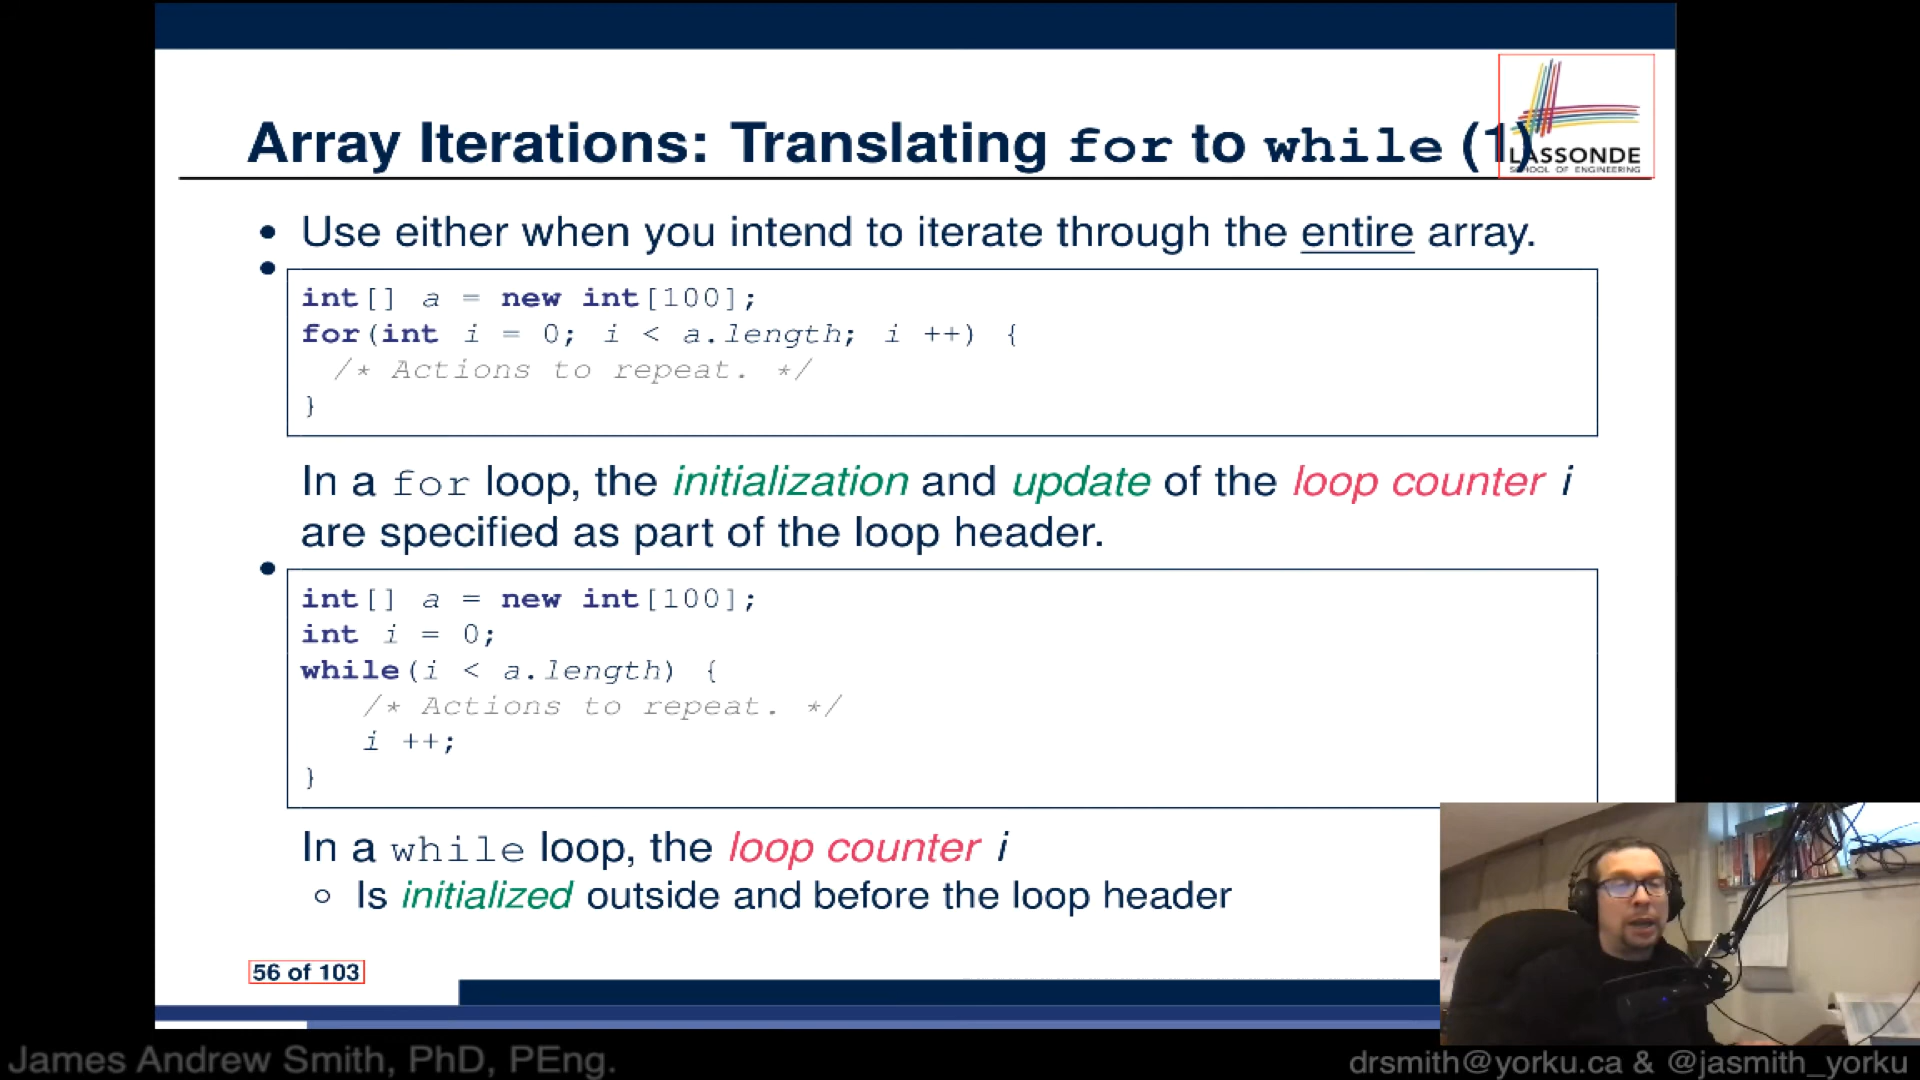 Array Iterations: Translating for to while (1)
LASSONDE
SCHOOL OF ENGINEERING
• Use either when you intend to iterate through the entire array.
•
int[] a = new int[100];
for(int i = 0; i < a.length; i ++) {
/* Actions to repeat. */
}
In a for loop, the initialization and update of the loop counter i
are specified as part of the loop header.
•
int[] a = new int[100];
int i = 0;
while(i < a.length) {
/* Actions to repeat. */
i ++;
}
In a while loop, the loop counter i
○ Is initialized outside and before the loop header
56 of 103
James Andrew Smith, PhD, PEng.
drsmith@yorku.ca & @jasmith_yorku